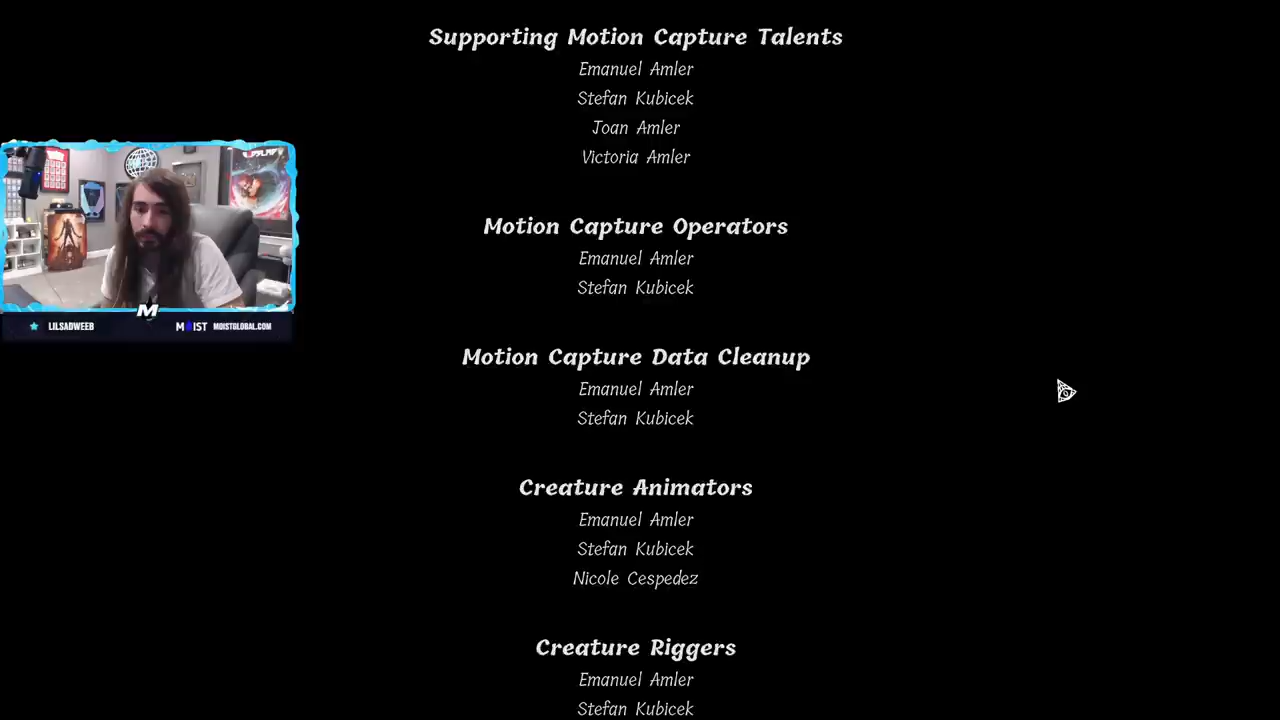 Supporting Motion Capture Talents
Emanuel Amler
Stefan Kubicek
Joan Amler
Victoria Amler
Motion Capture Operators
Emanuel Amler
Stefan Kubicek
Motion Capture Data Cleanup
Emanuel Amler
Stefan Kubicek
Creature Animators
Emanuel Amler
Stefan Kubicek
Nicole Cespedez
Creature Riggers
Emanuel Amler
Stefan Kubicek
M
LILSADWEEB
MOIST
MOISTGLOBAL.COM